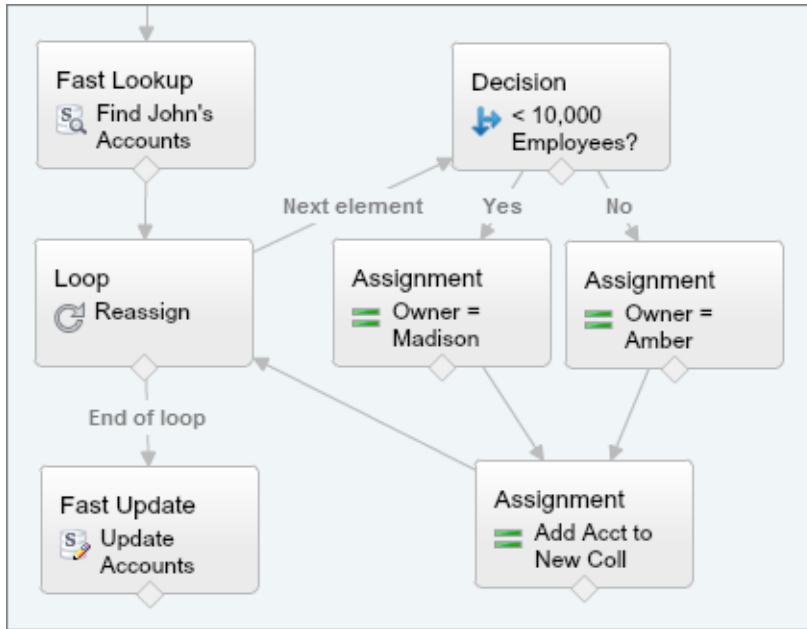 Fast Lookup
Find John's
Accounts
Decision
< 10,000
Employees?
Next element
Yes
No
Loop
Reassign
Assignment
Owner =
Madison
Assignment
Owner =
Amber
End of loop
Fast Update
Update
Accounts
Assignment
Add Acct to
New Coll